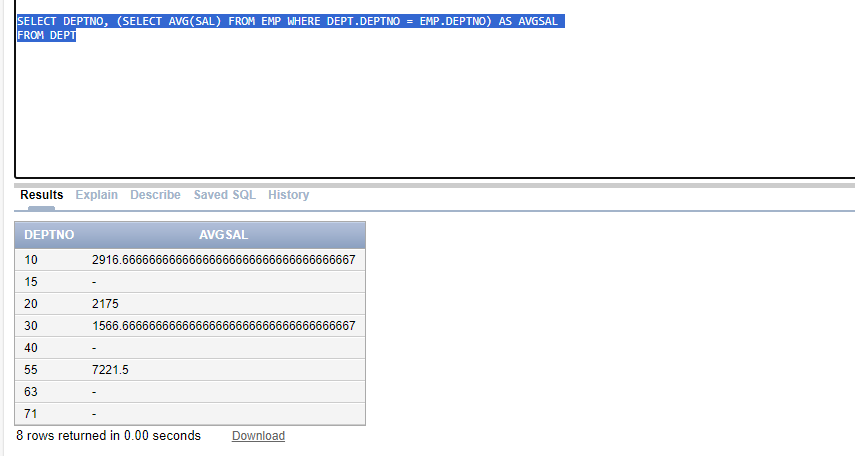 SELECT DEPTNO, (SELECT AVG(SAL) FROM EMP WHERE DEPT.DEPTNO = EMP.DEPTNO) AS AVGSAL
FROM DEPT
Results Explain Describe Saved SQL History
DEPTNO AVGSAL
10 2916.66666666666666666666666666666666667
15 -
20 2175
30 1566.66666666666666666666666666666666667
40 -
55 7221.5
63 -
71 -
8 rows returned in 0.00 seconds Download